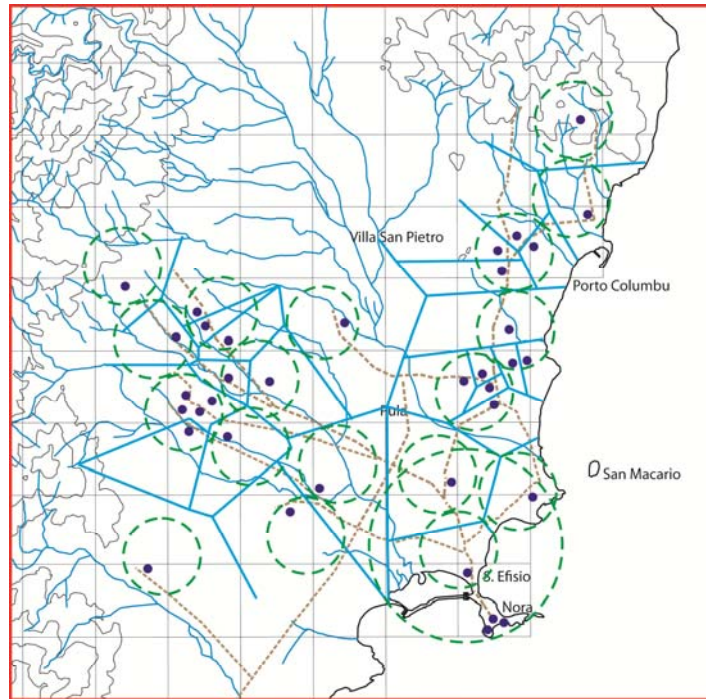 Villa San Pietro
Porto Columbu
Pula
San Macario
S. Efisio
Nora